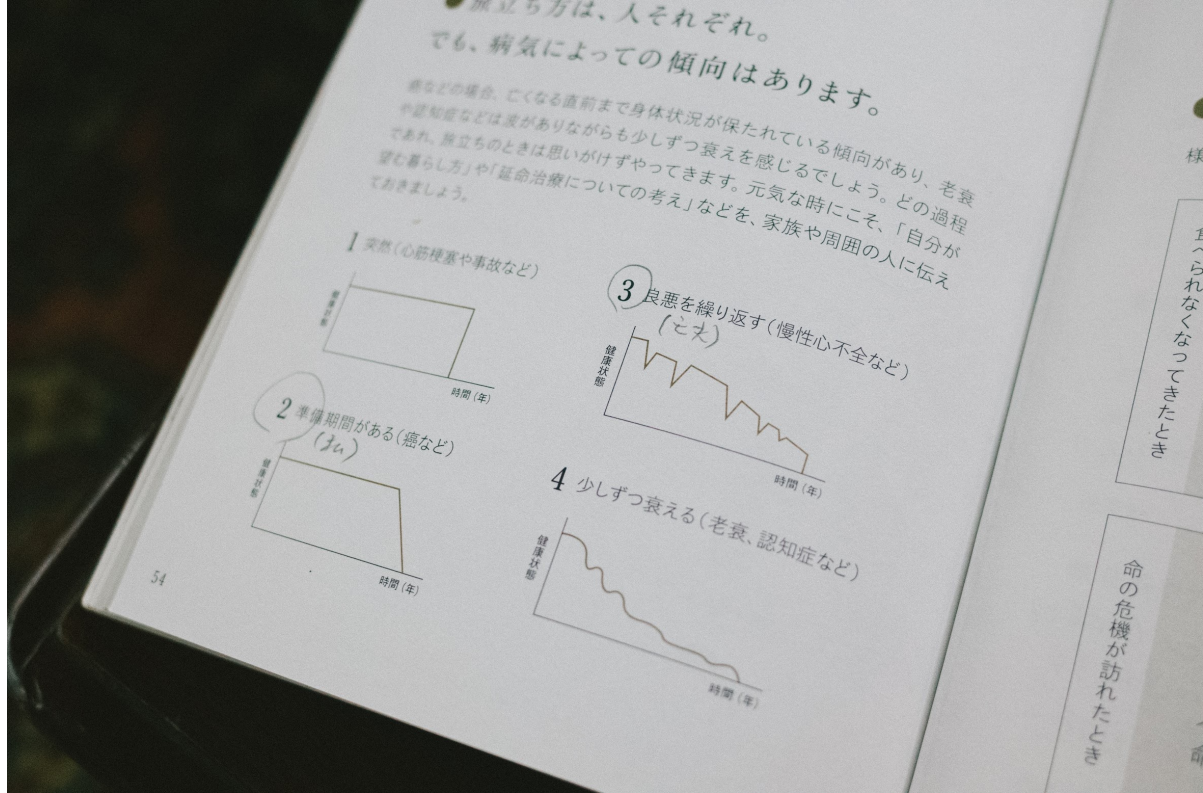 旅立ち方は、人それぞれ。
でも、病気によっての傾向はあります。
癌などの場合、亡くなる直前まで身体状況が保たれている傾向があり、老衰
や認知症などは波がありながらも少しずつ衰えを感じるでしょう。どの過程
であれ、旅立ちのときは思いがけずやってきます。元気な時にこそ、「自分が
望む暮らし方」や「延命治療についての考え」などを、家族や周囲の人に伝え
ておきましょう。
1 突然(心筋梗塞や事故など)
健康状態
時間(年)
2 準備期間がある(癌など)
健康状態
時間(年)
3 良悪を繰り返す(慢性心不全など)
健康状態
時間(年)
4 少しずつ衰える(老衰、認知症など)
健康状態
時間(年)
54
食べられなくなってきたとき
命の危機が訪れたとき